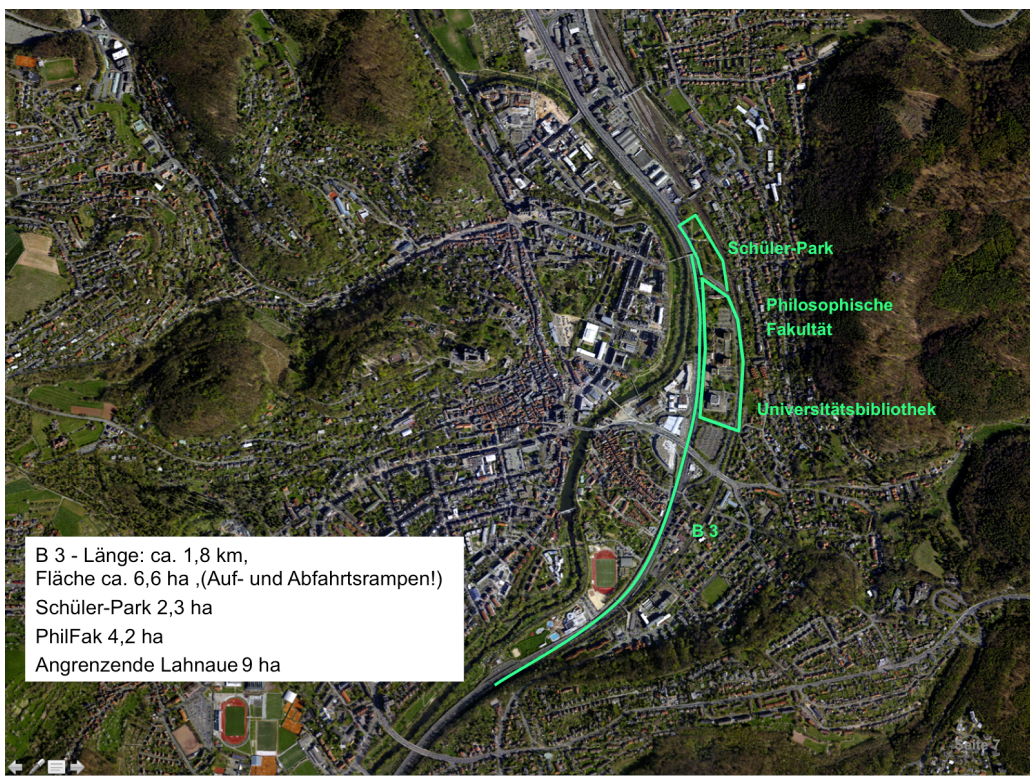 Schüler-Park
Philosophische
Fakultät
Universitätsbibliothek
B 3
B 3 - Länge: ca. 1,8 km,
Fläche ca. 6,6 ha ,(Auf- und Abfahrtsrampen!)
Schüler-Park 2,3 ha
PhilFak 4,2 ha
Angrenzende Lahnaue 9 ha
Seite 7